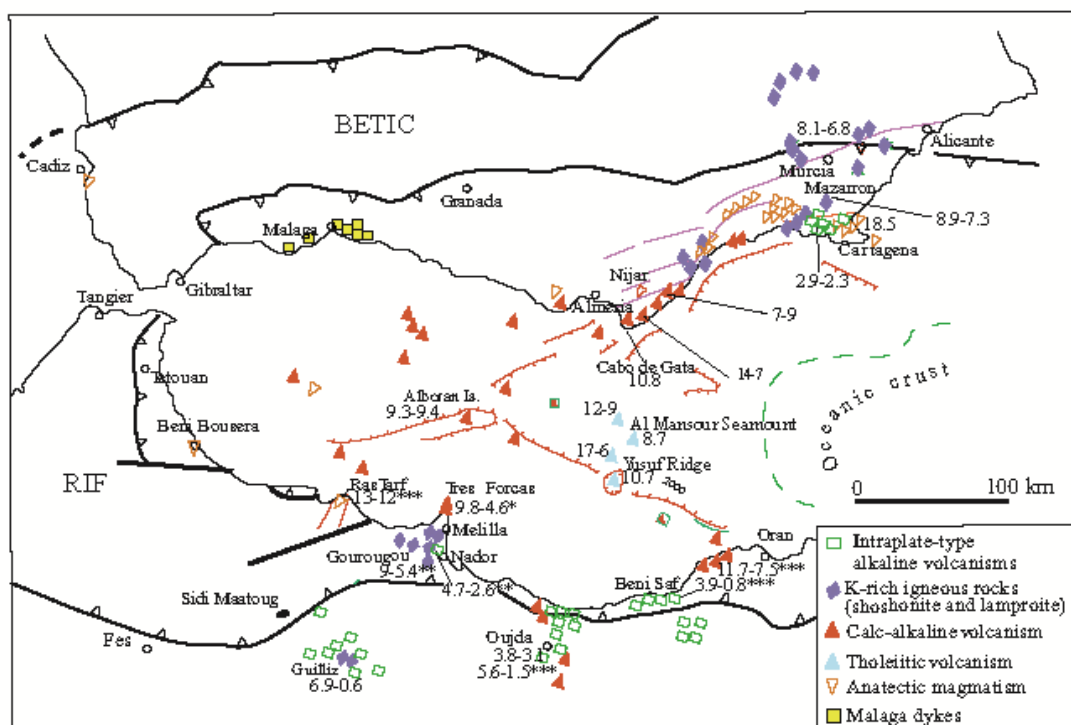 BETIC
8.1-6.8
Alicante
Cadiz
Murcia
Mazarron
Granada
8.9-7.3
Malaga
18.5
Cartagena
Nijar
2.9-2.3
Gibraltar
Tangier
Almeria
7-9
Cabo de Gata
10.8
14-7
Tetouan
Alboran Is.
9.3-9.4
12-9
Al Mansour Seamount
8.7
Oceanic crust
Beni Bousera
17-6
Yusuf Ridge
10.7
RIF
Ras Tarf
13-12***
Tres Forcas
9.8-4.6*
0 100 km
Melilla
Oran
Gourougou
9-5.4**
Nador
11.7-7.5***
4.7-2.6**
Beni Saf
3.9-0.8***
Sidi Maatoug
Fes
Oujda
3.8-3.1
5.6-1.5***
Guilliz
6.9-0.6
Intraplate-type
alkaline volcanisms
K-rich igneous rocks
(shoshonite and lamproite)
Calc-alkaline volcanism
Tholeiitic volcanism
Anatectic magmatism
Malaga dykes